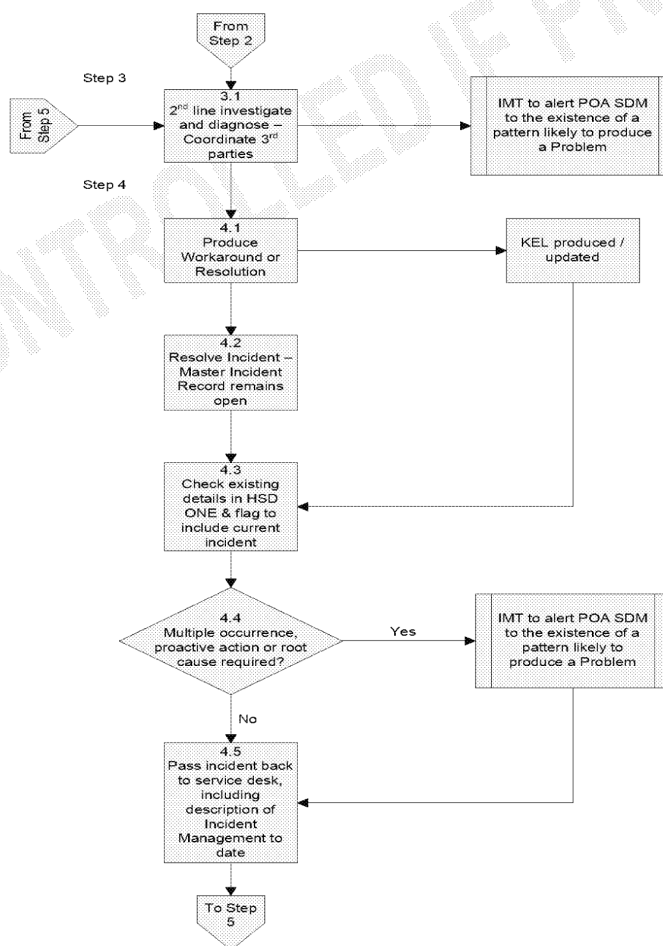 From
Step 2
Step 3
From
Step 5
3.1
2nd line investigate
and diagnose –
Coordinate 3rd
parties
IMT to alert POA SDM
to the existence of a
pattern likely to produce
a Problem
Step 4
4.1
Produce
Workaround or
Resolution
KEL produced /
updated
4.2
Resolve Incident –
Master Incident
Record remains
open
4.3
Check existing
details in HSD
ONE & flag to
include current
incident
4.4
Multiple occurrence,
proactive action or root
cause required?
Yes
IMT to alert POA SDM
to the existence of a
pattern likely to
produce a Problem
No
4.5
Pass incident back
to service desk,
including
description of
Incident
Management to
date
To Step
5
ONTROLLED IF PR